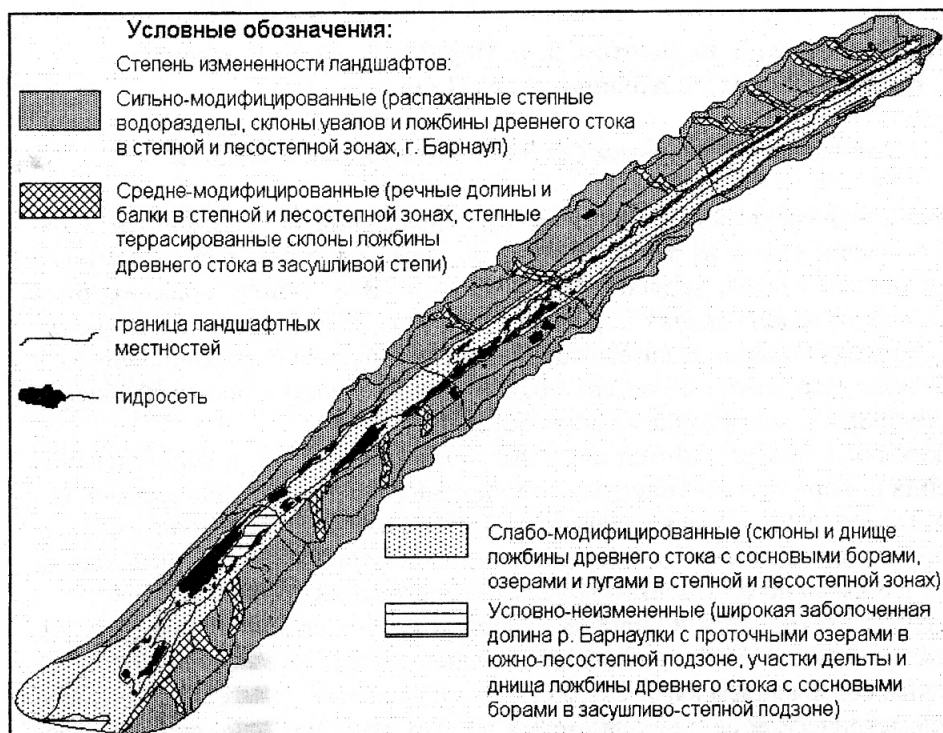 Условные обозначения:
Степень измененности ландшафтов:
Сильно-модифицированные (распаханные степные
водоразделы, склоны увалов и ложбины древнего стока
в степной и лесостепной зонах, г. Барнаул)
Средне-модифицированные (речные долины и
балки в степной и лесостепной зонах, степные
террасированные склоны ложбины
древнего стока в засушливой степи)
граница ландшафтных
местностей
гидросеть
Слабо-модифицированные (склоны и днище
ложбины древнего стока с сосновыми борами,
озерами и лугами в степной и лесостепной зонах)
Условно-неизмененные (широкая заболоченная
долина р. Барнаулки с проточными озерами в
южно-лесостепной подзоне, участки дельты и
днища ложбины древнего стока с сосновыми
борами в засушливо-степной подзоне)